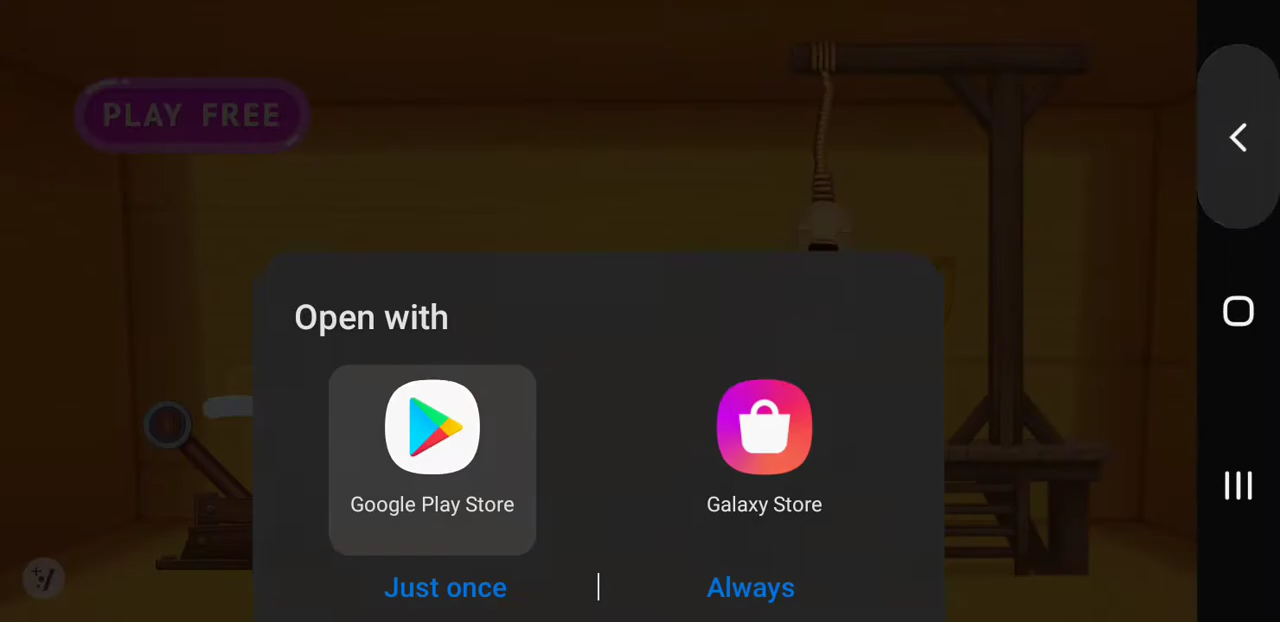 PLAY FREE
Open with
Google Play Store
Galaxy Store
Just once
Always